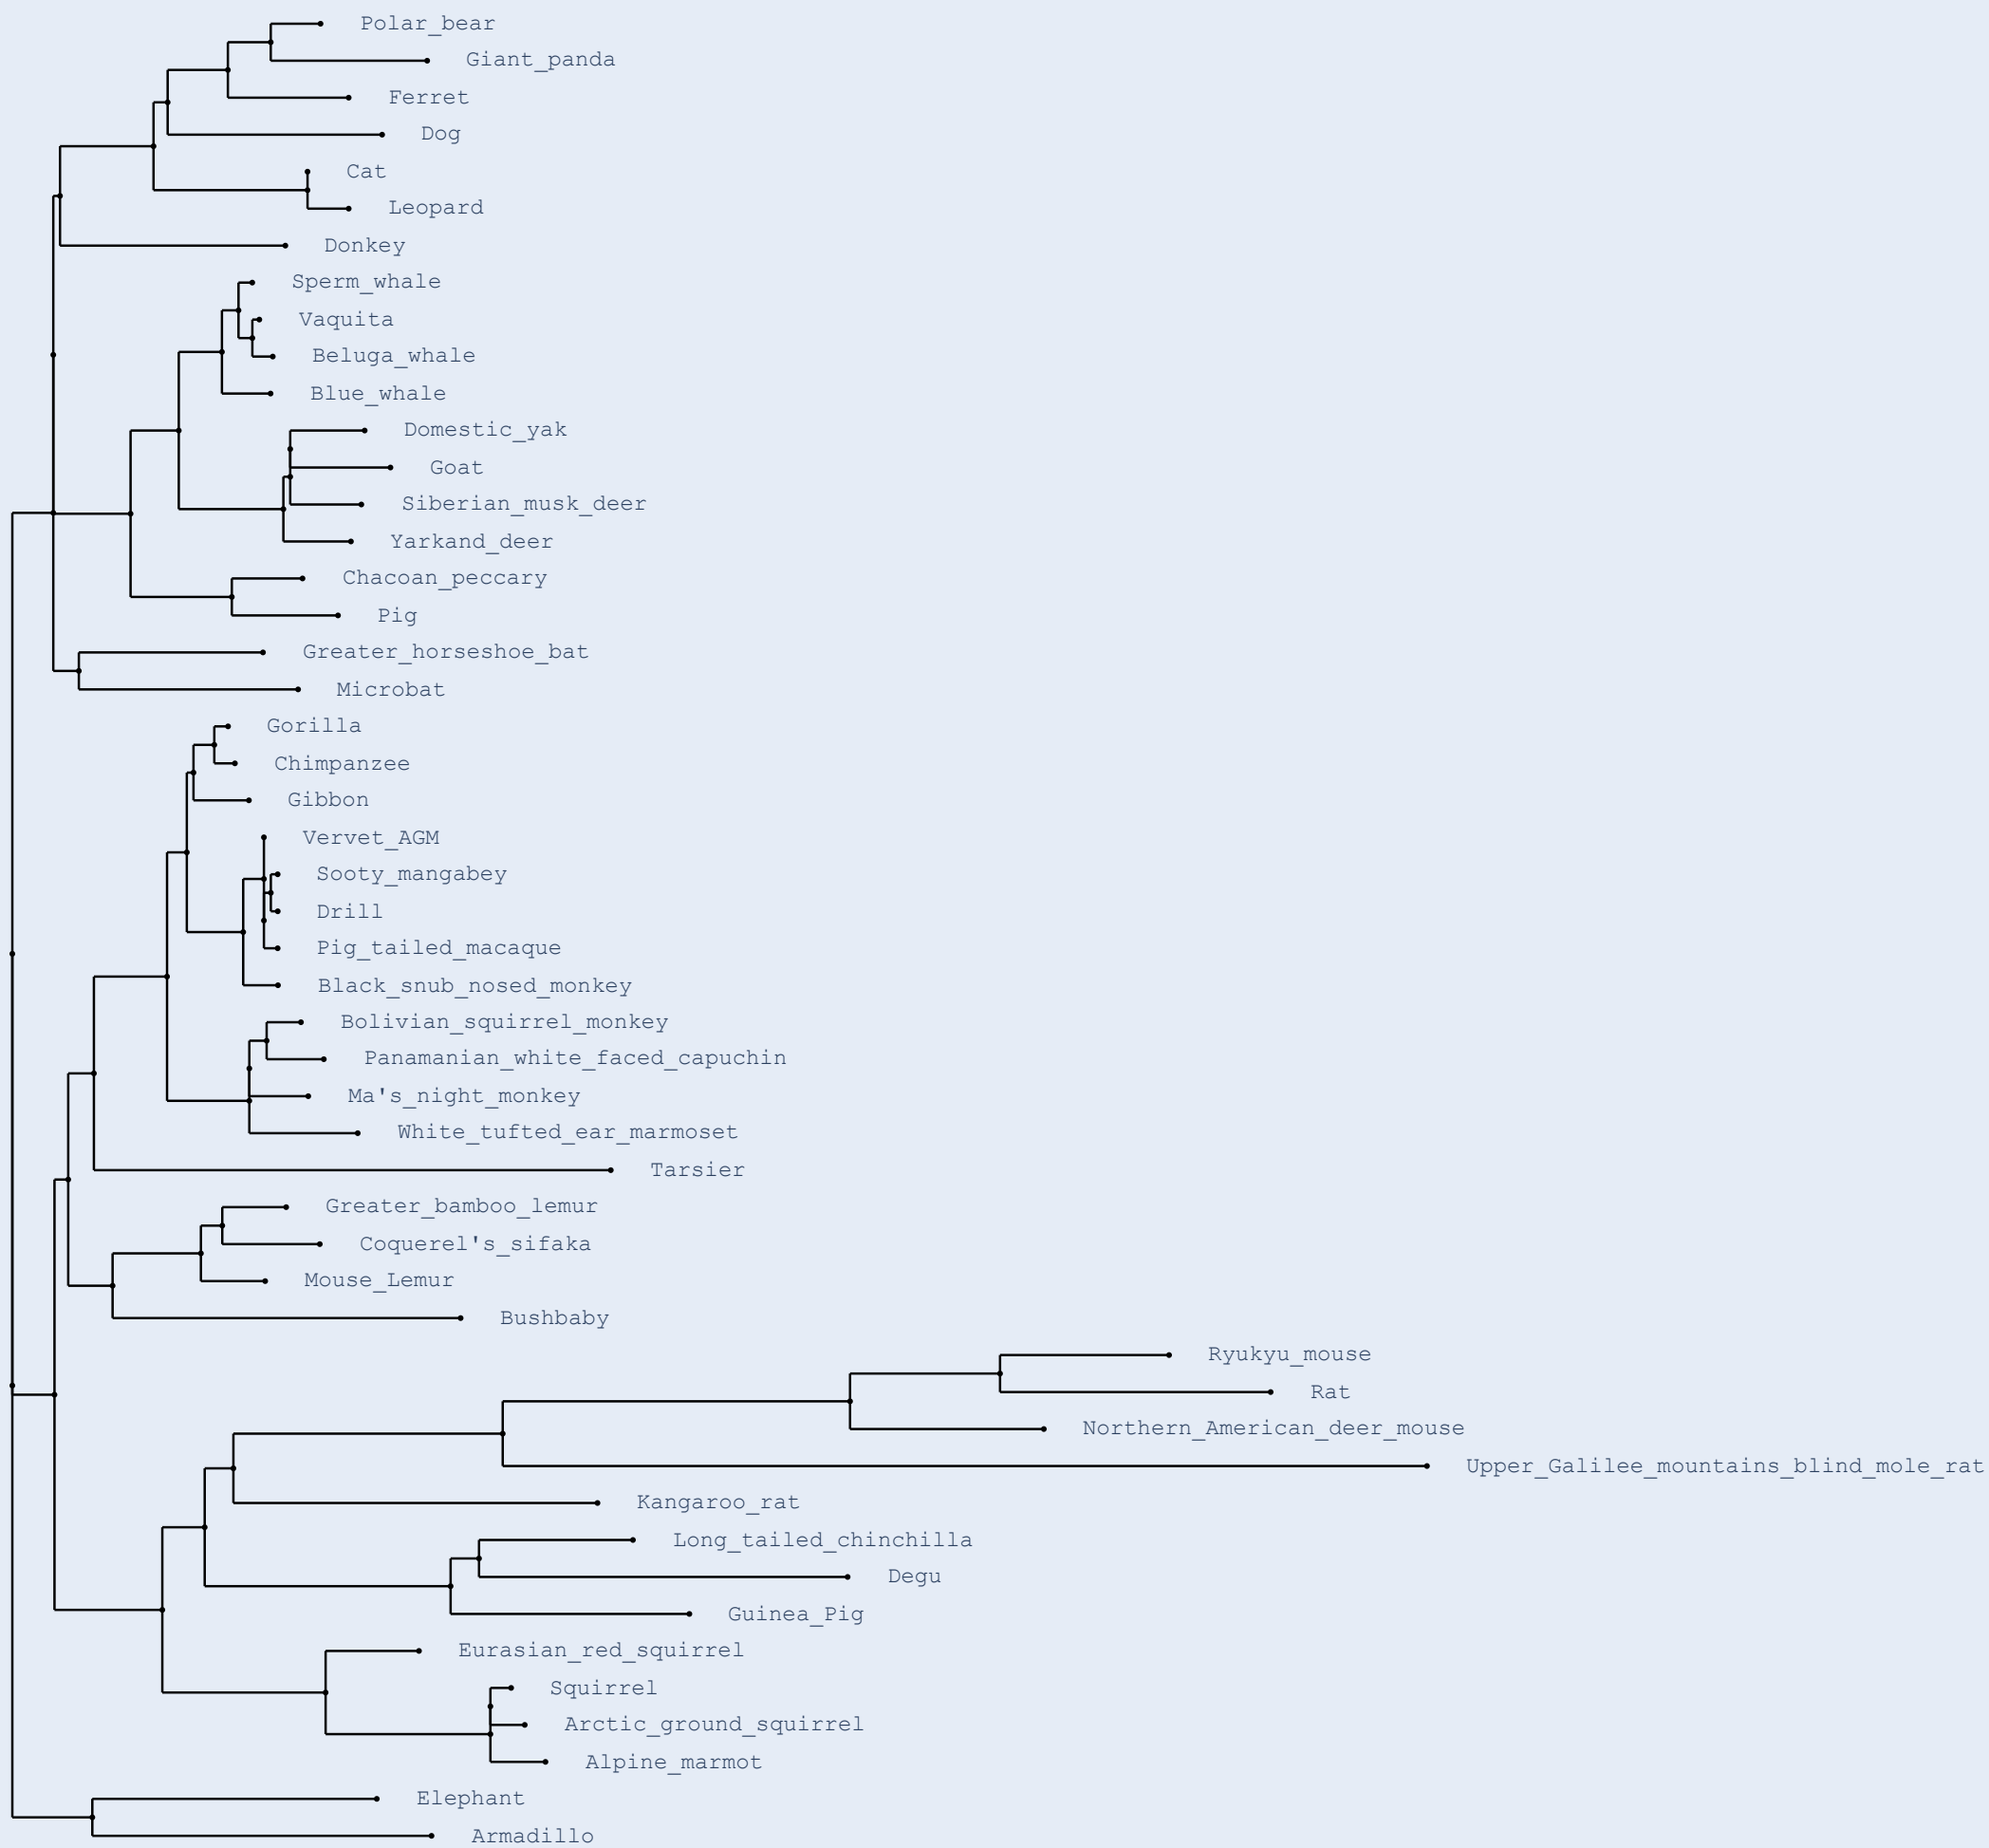 Polar_bear
Giant_panda
Ferret
Dog
Cat
Leopard
Donkey
Sperm_whale
Vaquita
Beluga_whale
Blue_whale
Domestic_yak
Goat
Siberian_musk_deer
Yarkand_deer
Chacoan_peccary
Pig
Greater_horseshoe_bat
Microbat
Gorilla
Chimpanzee
Gibbon
Vervet_AGM
Sooty_mangabey
Drill
Pig_tailed_macaque
Black_snub_nosed_monkey
Bolivian_squirrel_monkey
Panamanian_white_faced_capuchin
Ma's_night_monkey
White_tufted_ear_marmoset
Tarsier
Greater_bamboo_lemur
Coquerel's_sifaka
Mouse_Lemur
Bushbaby
Ryukyu_mouse
Rat
Northern_American_deer_mouse
Upper_Galilee_mountains_blind_mole_rat
Kangaroo_rat
Long_tailed_chinchilla
Degu
Guinea_Pig
Eurasian_red_squirrel
Squirrel
Arctic_ground_squirrel
Alpine_marmot
Elephant
Armadillo